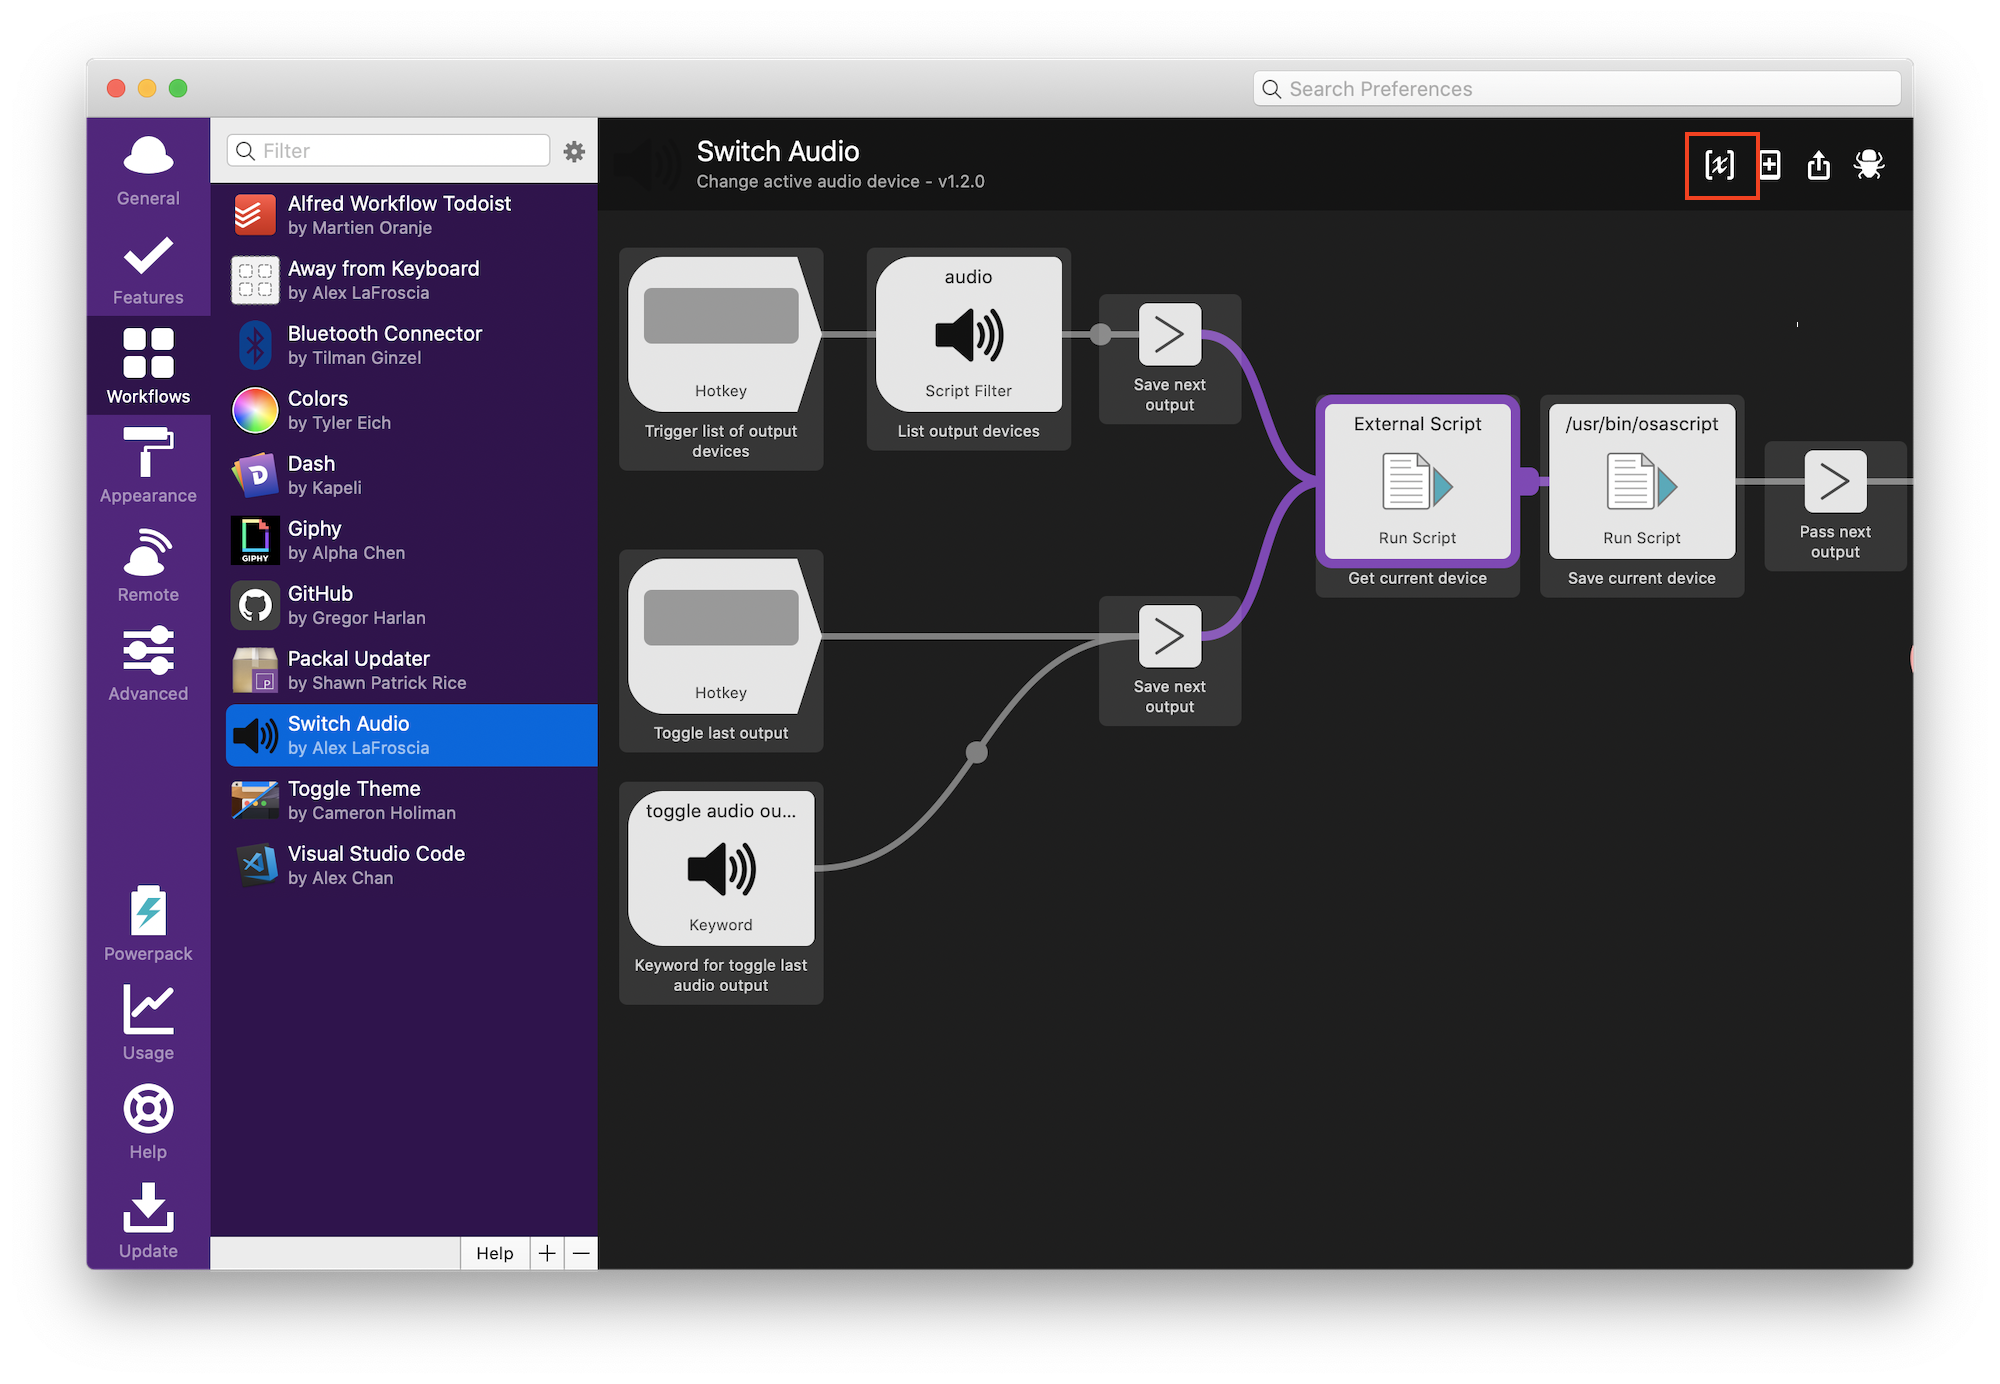 Search Preferences
General
Features
Workflows
Appearance
Remote
Advanced
Powerpack
Usage
Help
Update
Filter
Alfred Workflow Todoist
by Martien Oranje
Away from Keyboard
by Alex LaFroscia
Bluetooth Connector
by Tilman Ginzel
Colors
by Tyler Eich
Dash
by Kapeli
GIPHY
Giphy
by Alpha Chen
GitHub
by Gregor Harlan
P
Packal Updater
by Shawn Patrick Rice
Switch Audio
by Alex LaFroscia
Toggle Theme
by Cameron Holiman
Visual Studio Code
by Alex Chan
Help
Switch Audio
Change active audio device - v1.2.0
[x]
Hotkey
Trigger list of output
devices
audio
Script Filter
List output devices
Save next
output
External Script
Run Script
Get current device
/usr/bin/osascript
Run Script
Save current device
Pass next
output
Hotkey
Toggle last output
Save next
output
toggle audio ou...
Keyword
Keyword for toggle last
audio output